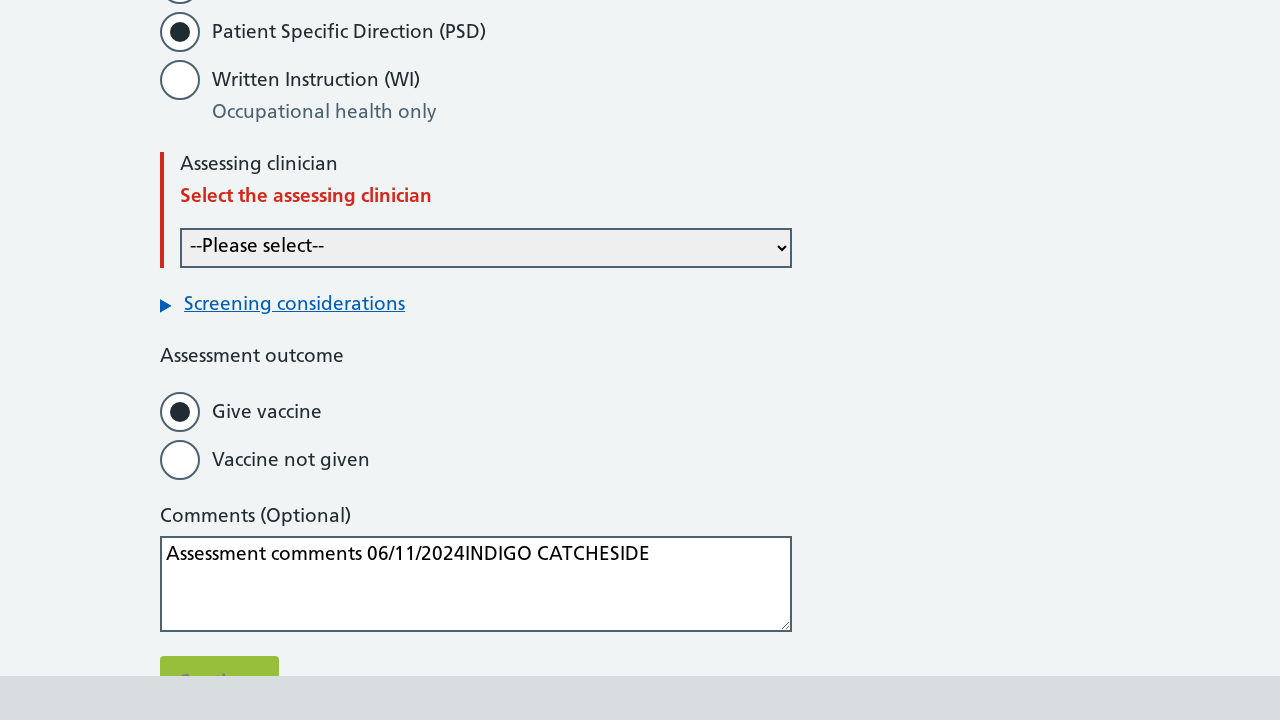 Patient Specific Direction (PSD)
Written Instruction (WI)
Occupational health only
Assessing clinician
Select the assessing clinician
--Please select--
Screening considerations
Assessment outcome
Give vaccine
Vaccine not given
Comments (Optional)
Assessment comments 06/11/2024INDIGO CATCHESIDE